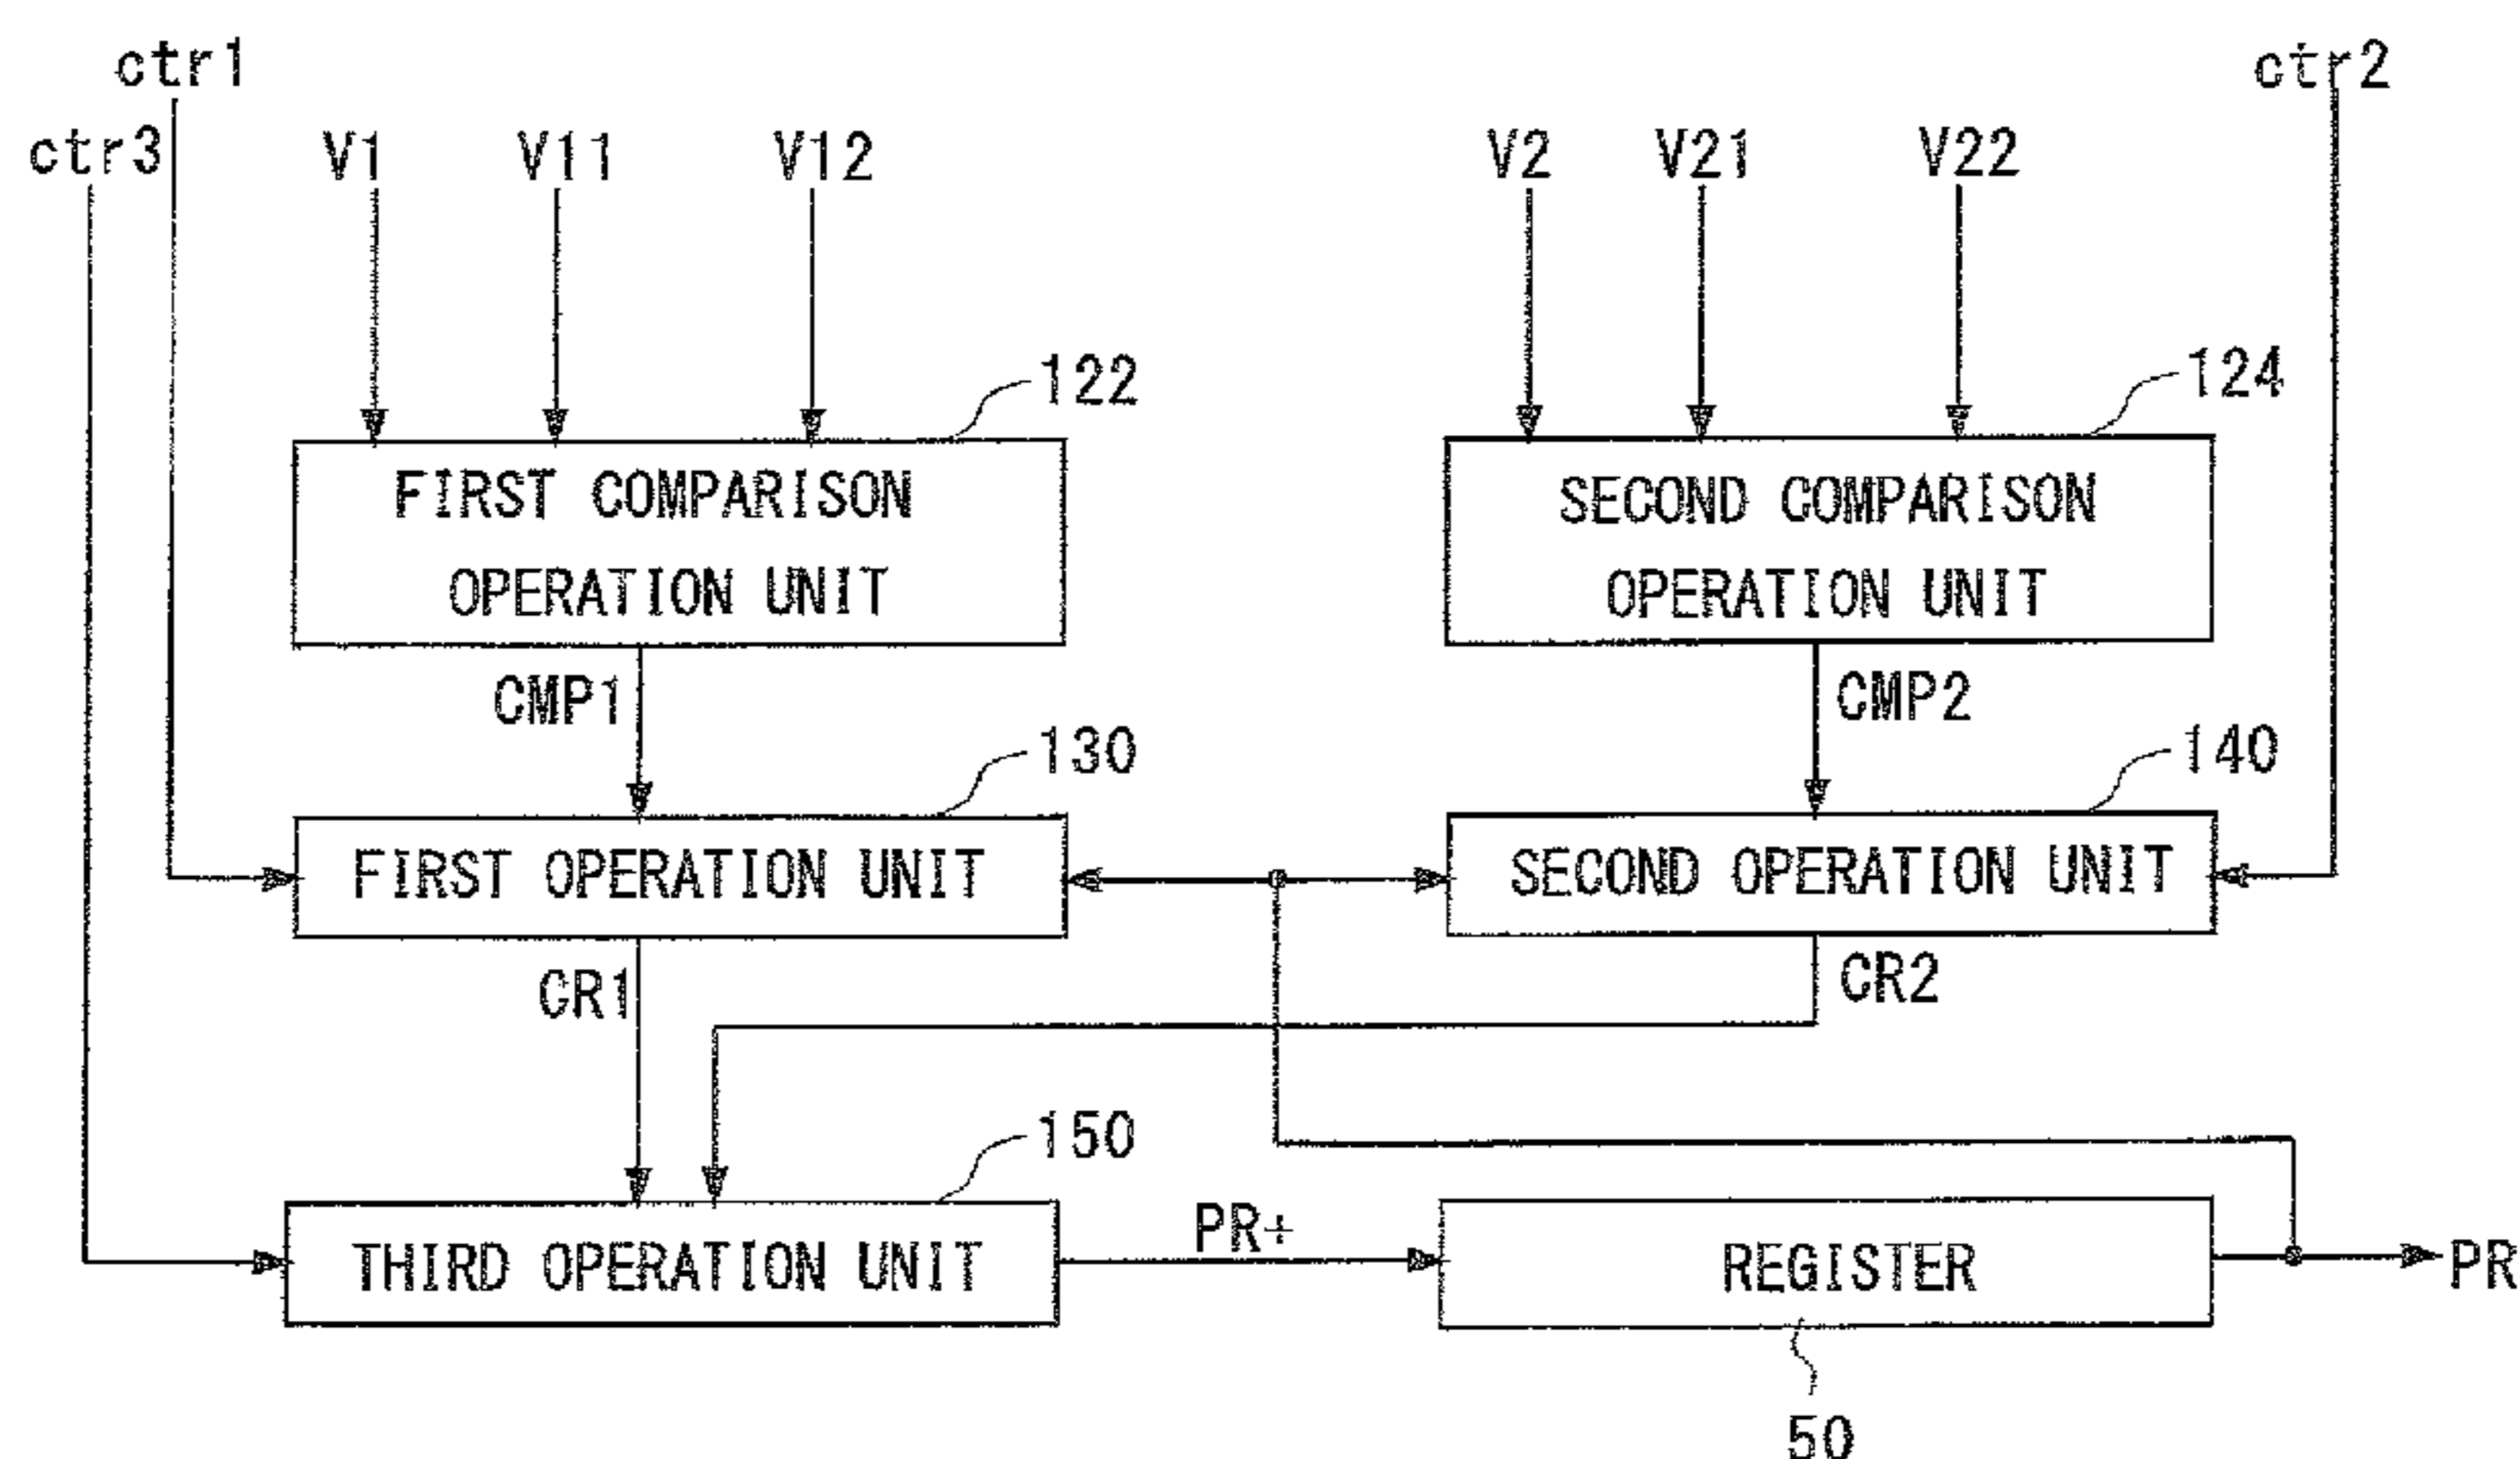 ctr1
ctr2
ctr3
V1
V11
V12
V2
V21
V22
122
124
FIRST COMPARISON
OPERATION UNIT
SECOND COMPARISON
OPERATION UNIT
CMP1
CMP2
130
140
FIRST OPERATION UNIT
SECOND OPERATION UNIT
CR1
CR2
150
THIRD OPERATION UNIT
PR+
REGISTER
PR
50